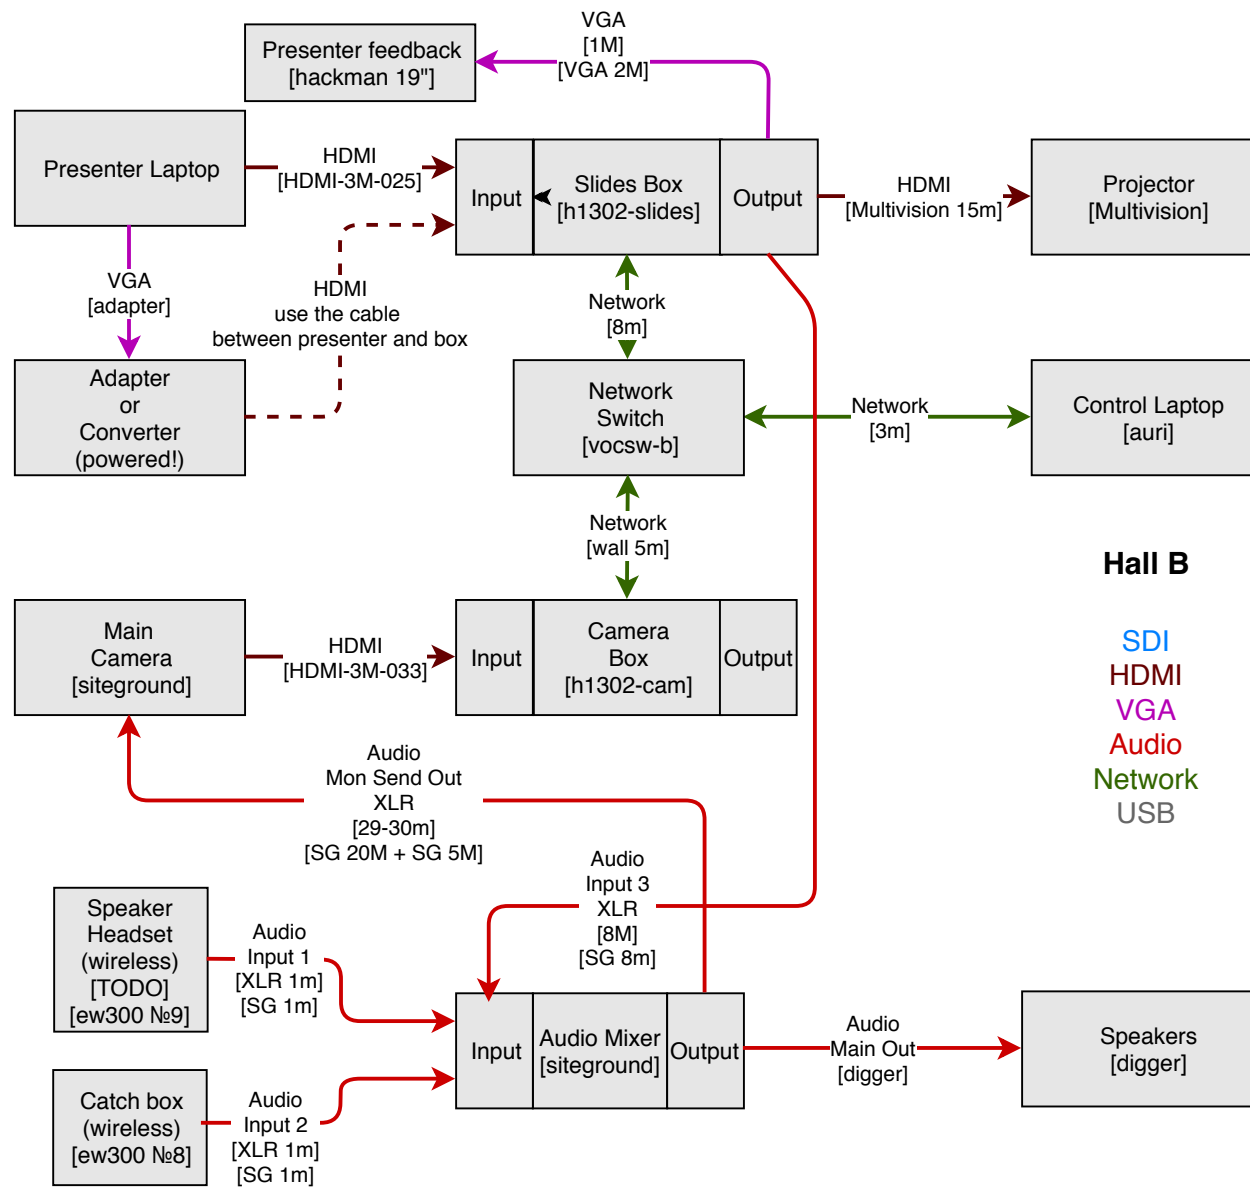 VGA
[1M]
[VGA 2M]
Presenter feedback
[hackman 19"]
Presenter Laptop
HDMI
[HDMI-3M-025]
Input
Slides Box
[h1302-slides]
Output
HDMI
[Multivision 15m]
Projector
[Multivision]
VGA
[adapter]
HDMI
use the cable
between presenter and box
Network
[8m]
Adapter
or
Converter
(powered!)
Network
Switch
[vocsw-b]
Network
[3m]
Control Laptop
[auri]
Network
[wall 5m]
Hall B
SDI
HDMI
VGA
Audio
Network
USB
Main
Camera
[siteground]
HDMI
[HDMI-3M-033]
Input
Camera
Box
[h1302-cam]
Output
Audio
Mon Send Out
XLR
[29-30m]
[SG 20M + SG 5M]
Audio
Input 3
XLR
[8M]
[SG 8m]
Speaker
Headset
(wireless)
[TODO]
[ew300 №9]
Audio
Input 1
[XLR 1m]
[SG 1m]
Input
Audio Mixer
[siteground]
Output
Audio
Main Out
[digger]
Speakers
[digger]
Catch box
(wireless)
[ew300 №8]
Audio
Input 2
[XLR 1m]
[SG 1m]